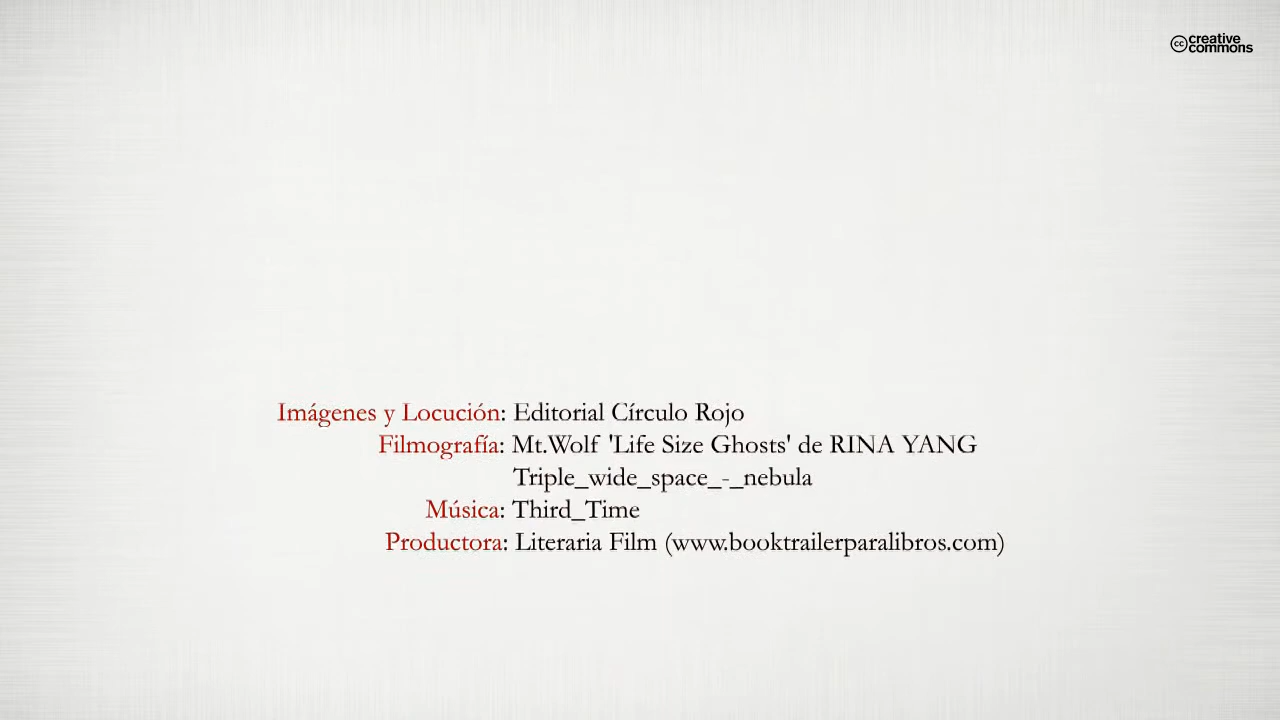 cc creative
commons
Imágenes y Locución: Editorial Círculo Rojo
Filmografía: Mt.Wolf 'Life Size Ghosts' de RINA YANG
Triple_wide_space_-_nebula
Música: Third_Time
Productora: Literaria Film (www.booktrailerparalibros.com)